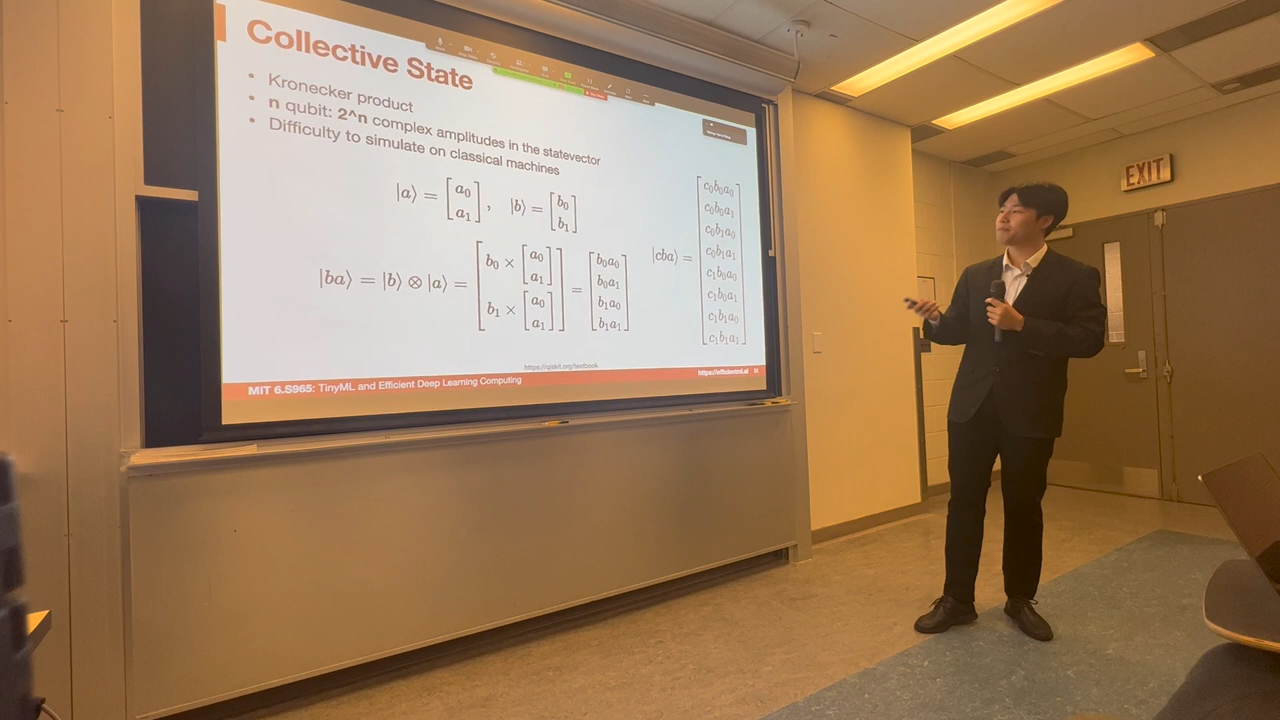 Collective State
• Kronecker product
• n qubit: 2^n complex amplitudes in the statevector
• Difficulty to simulate on classical machines
|a⟩ = [a₀ a₁], |b⟩ = [b₀ b₁]
|ba⟩ = |b⟩ ⊗ |a⟩ = [b₀ × [a₀ a₁] b₁ × [a₀ a₁]] = [b₀a₀ b₀a₁ b₁a₀ b₁a₁]
|cba⟩ = [c₀b₀a₀ c₀b₀a₁ c₀b₁a₀ c₀b₁a₁ c₁b₀a₀ c₁b₀a₁ c₁b₁a₀ c₁b₁a₁]
https://qiskit.org/textbook
MIT 6.S965: TinyML and Efficient Deep Learning Computing
https://efficientml.ai
EXIT